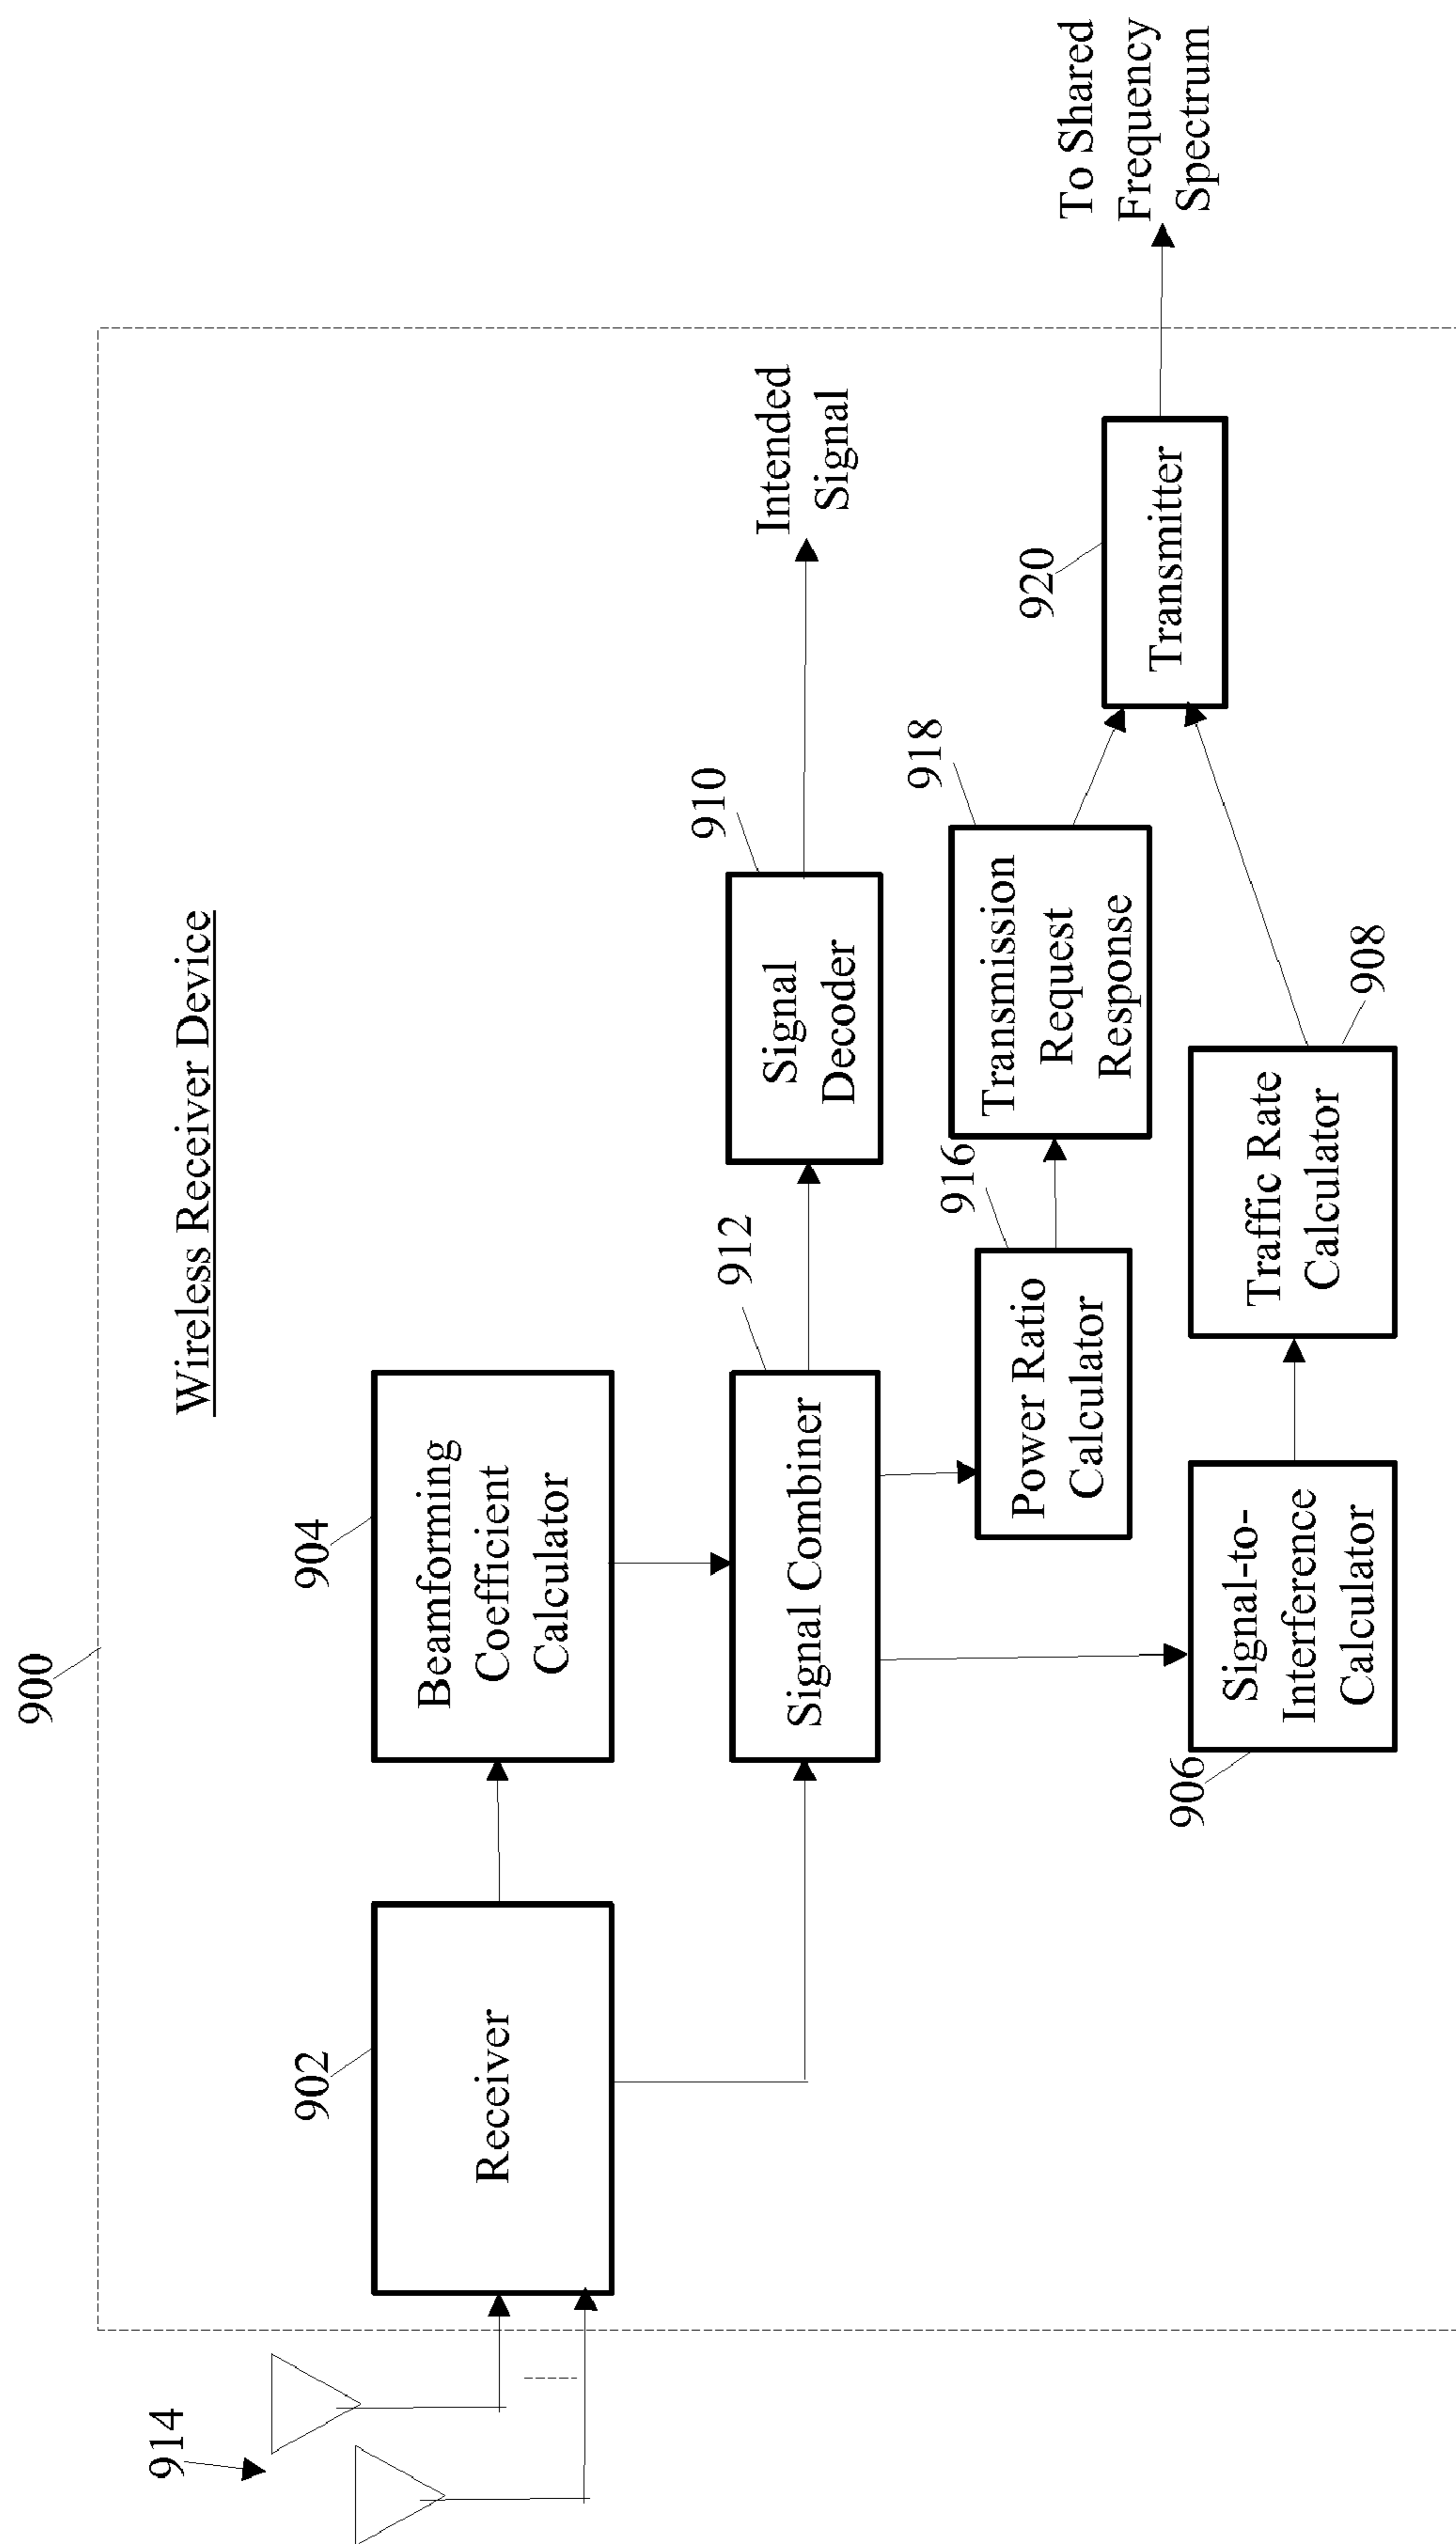 900
Wireless Receiver Device
914
902
Receiver
904
Beamforming
Coefficient
Calculator
912
Signal Combiner
910
Signal
Decoder
Intended
Signal
916
Power Ratio
Calculator
918
Transmission
Request
Response
906
Signal-to-
Interference
Calculator
Traffic Rate
Calculator
908
920
Transmitter
To Shared
Frequency
Spectrum